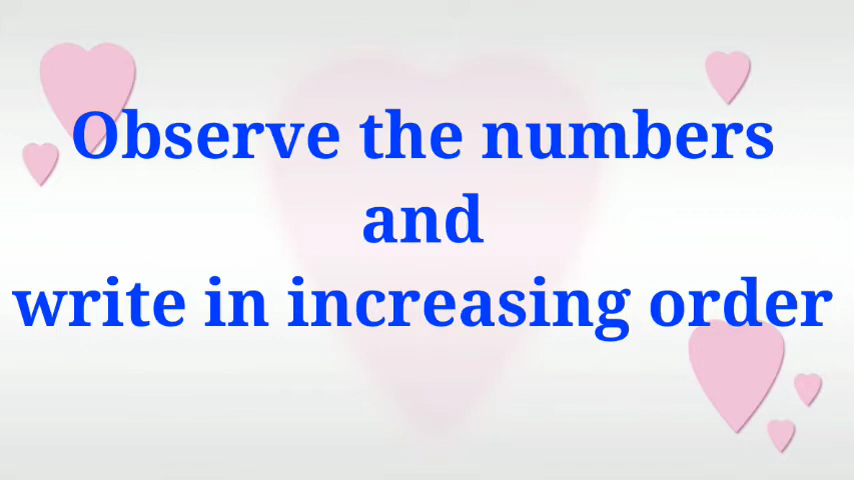 Observe the numbers
and
write in increasing order